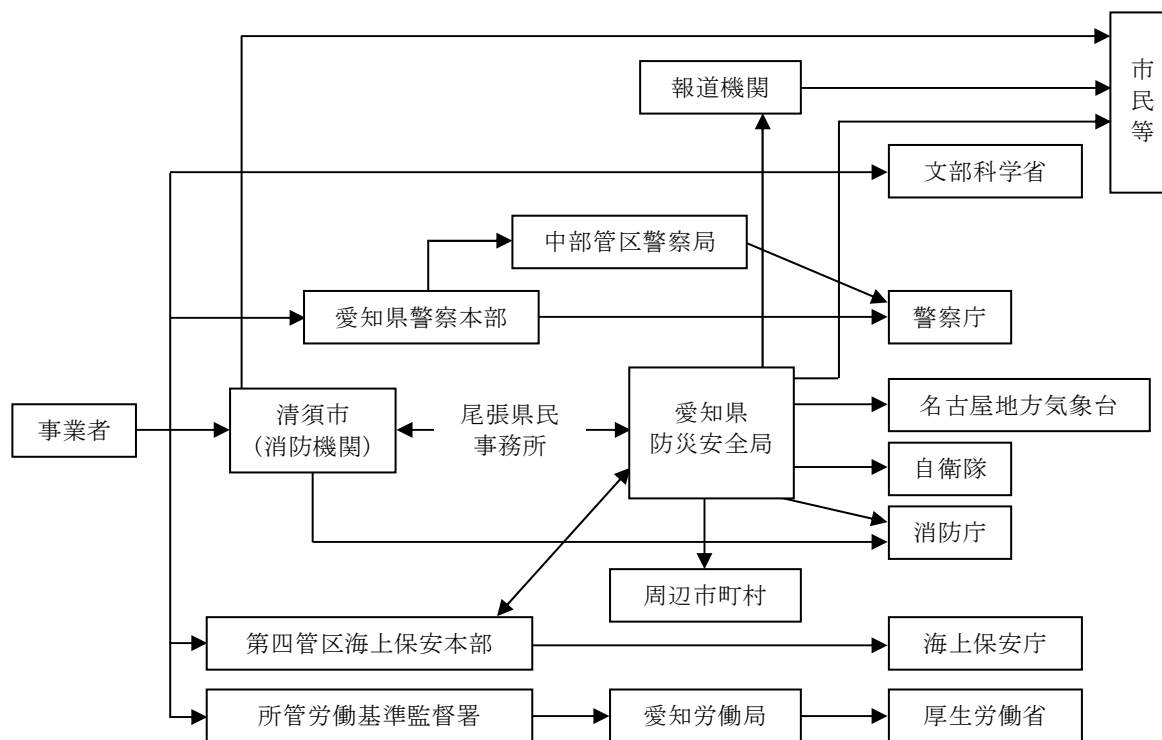 報道機関
市民等
文部科学省
中部管区警察局
愛知県警察本部
警察庁
事業者
清須市
（消防機関）
尾張県民
事務所
愛知県
防災安全局
名古屋地方気象台
自衛隊
消防庁
周辺市町村
第四管区海上保安本部
海上保安庁
所管労働基準監督署
愛知労働局
厚生労働省